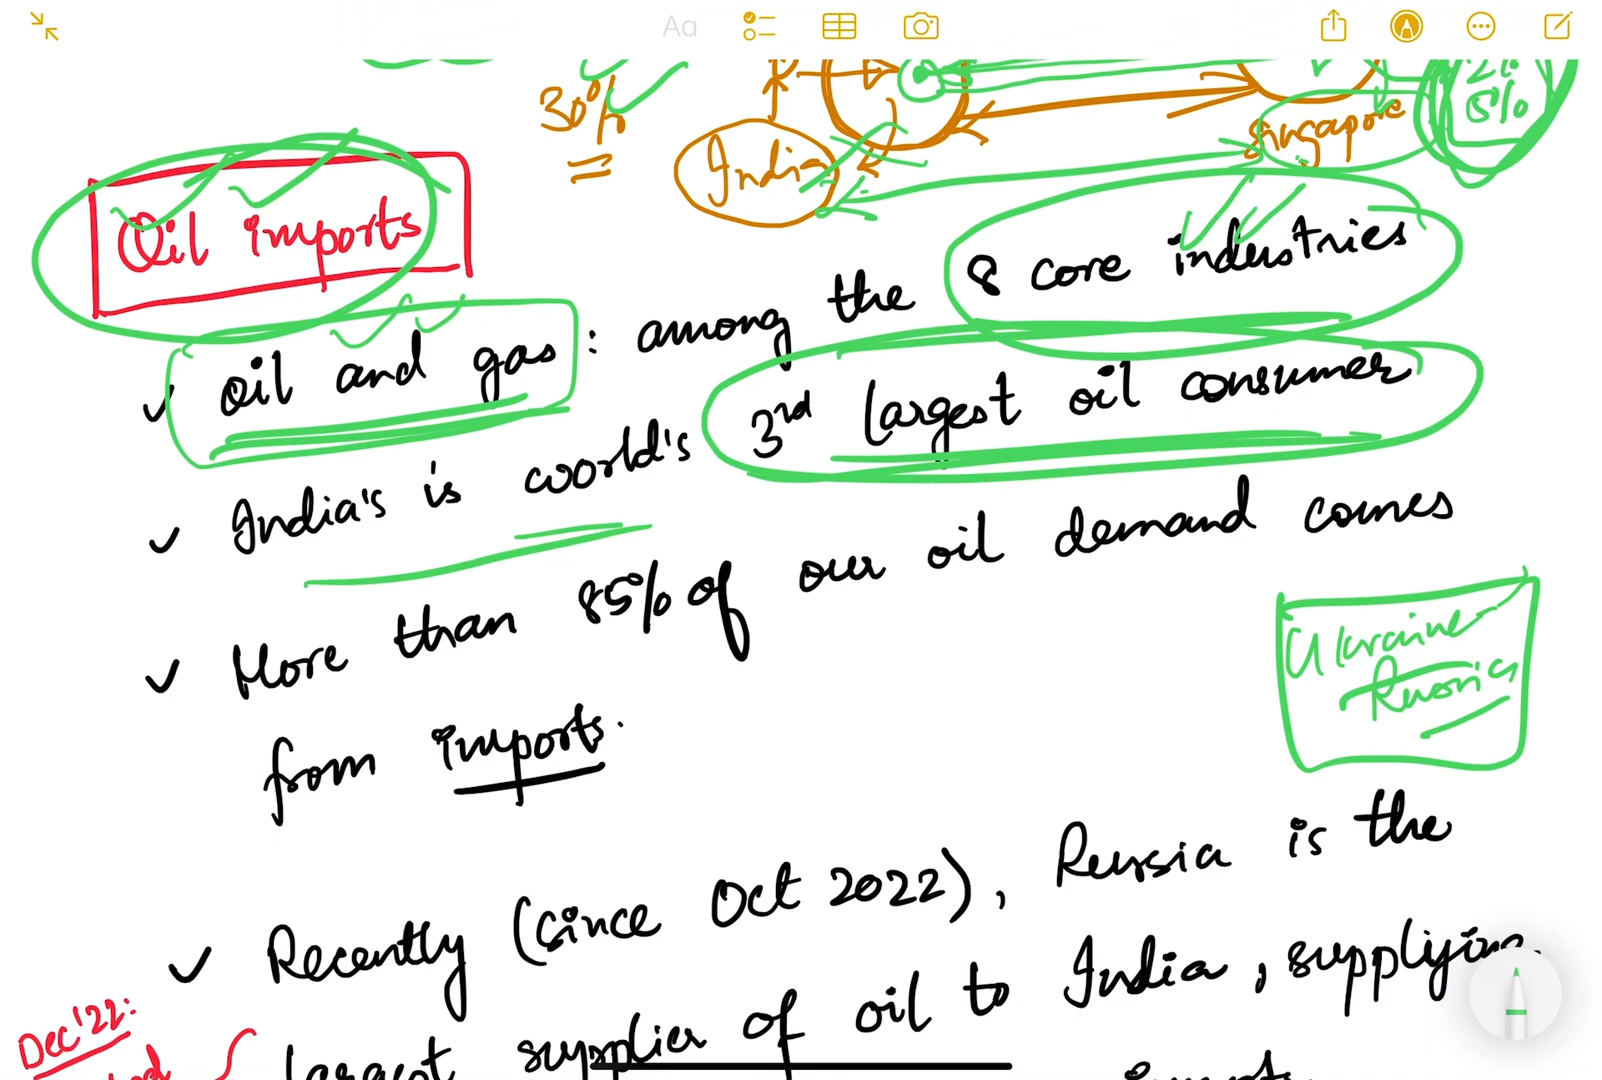 Aa
30%
2%
5%
India
Singapore
Oil imports
oil and gas : among the 8 core industries
India's is world's 3rd largest oil consumer
More than 85% of our oil demand comes
from imports.
Ukraine
Russia
Recently (since Oct 2022), Russia is the
Dec'22:
largest supplier of oil to India, supplying